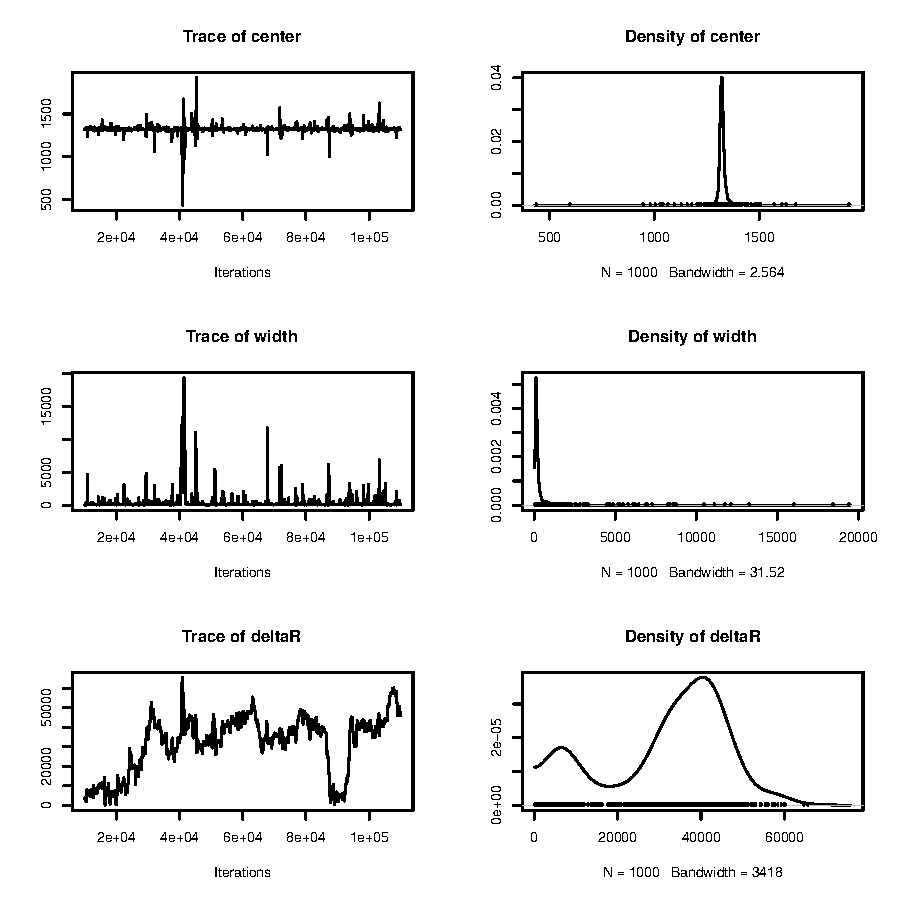 Trace of center
500 1000 1500
2e+04 4e+04 6e+04 8e+04 1e+05
Iterations
Density of center
0.00 0.02 0.04
500 1000 1500
N = 1000 Bandwidth = 2.564
Trace of width
0 5000 15000
2e+04 4e+04 6e+04 8e+04 1e+05
Iterations
Density of width
0.000 0.002 0.004
0 5000 10000 15000 20000
N = 1000 Bandwidth = 31.52
Trace of deltaR
0 20000 50000
2e+04 4e+04 6e+04 8e+04 1e+05
Iterations
Density of deltaR
0e+00 2e-05
0 20000 40000 60000
N = 1000 Bandwidth = 3418